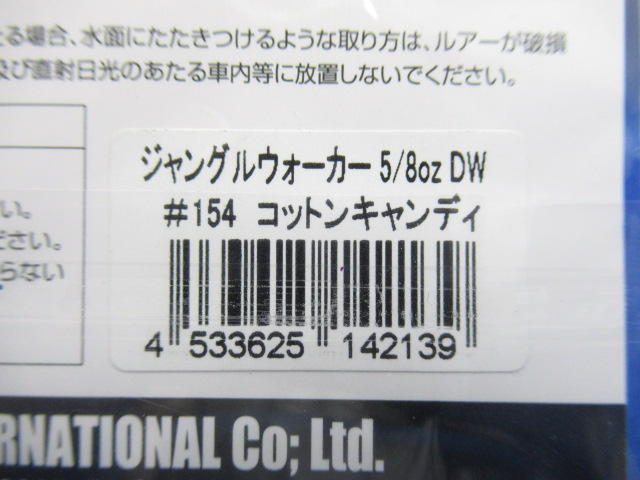 る場合、水面にたたきつけるような取り方は、ルアーが破損
及び直射日光のあたる車内等に放置しないでください。
ジャングルウォーカー 5/8oz DW
#154 コットンキャンディ
い。
ださい。
らない
4 533625 142139
RNATIONAL Co; Ltd.